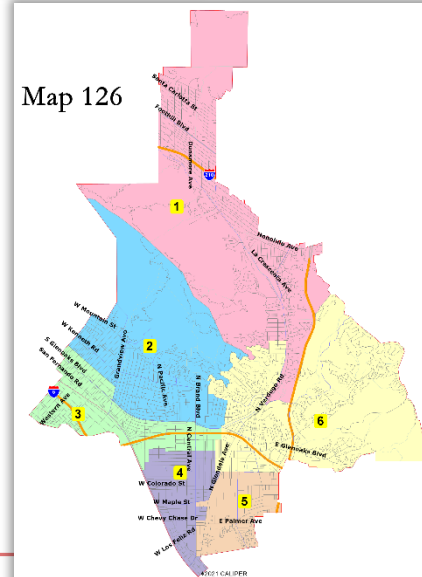 Map 126
Santa Carlotta St
Foothill Blvd
Dunsmore Ave
210
1
Honolulu Ave
La Crescenta Ave
W Mountain St
W Kenneth Rd
S Glenoaks Blvd
San Fernando Rd
Grandview Ave
2
N Pacific Ave
N Brand Blvd
N Verdugo Rd
6
Western Ave
3
N Central Ave
N Glendale Ave
E Glenoaks Blvd
4
W Colorado St
W Maple St
5
W Chevy Chase Dr
E Palmer Ave
W Los Feliz Rd
©2021 CALIPER